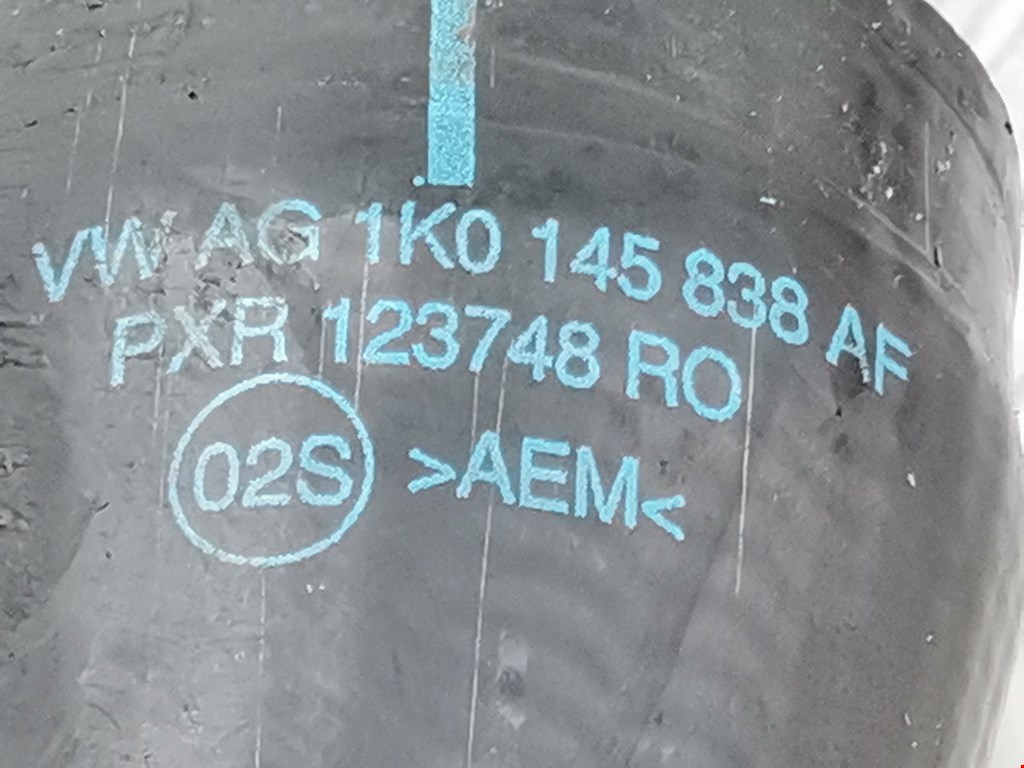 VW AG 1K0 145 838 AF
PXR 123748 RO
02S >AEM<